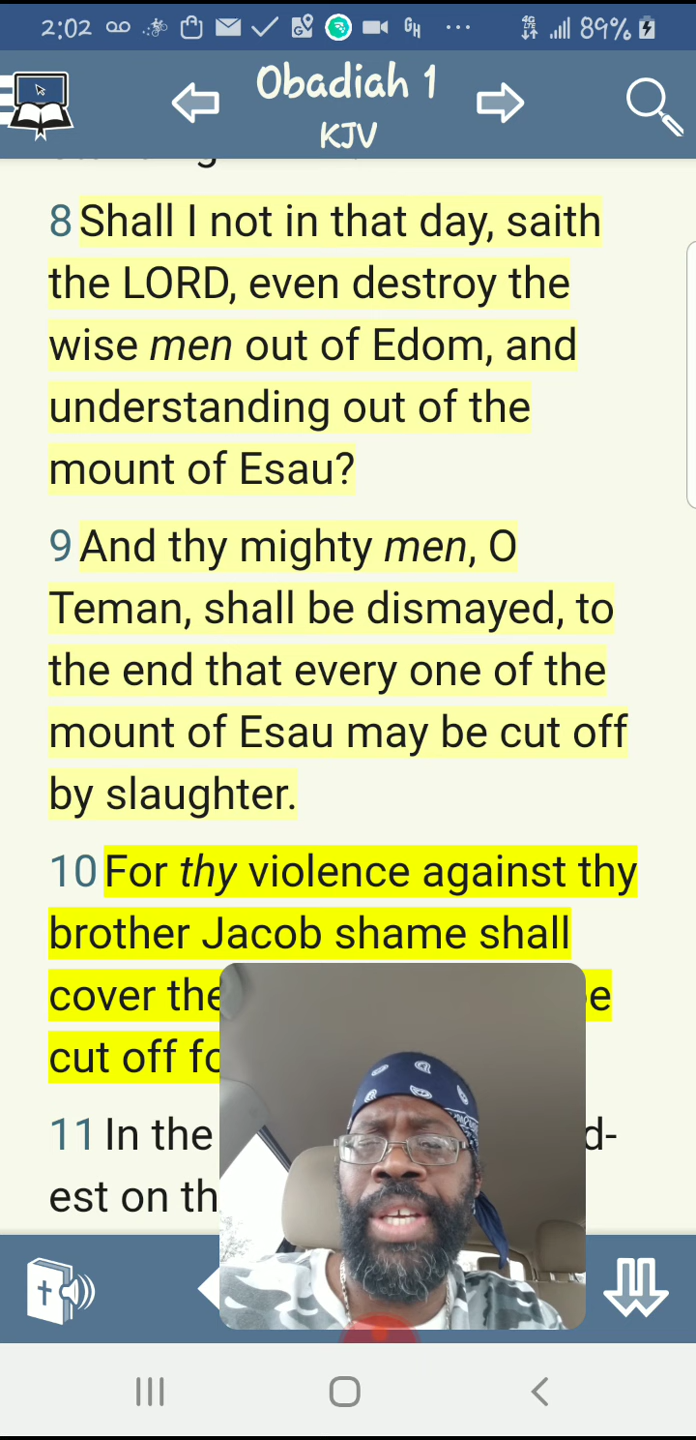 2:02 4G LTE 89%
Obadiah 1
KJV
8 Shall I not in that day, saith
the LORD, even destroy the
wise men out of Edom, and
understanding out of the
mount of Esau?
9 And thy mighty men, O
Teman, shall be dismayed, to
the end that every one of the
mount of Esau may be cut off
by slaughter.
10 For thy violence against thy
brother Jacob shame shall
cover the e
cut off fo
11 In the d-
est on th